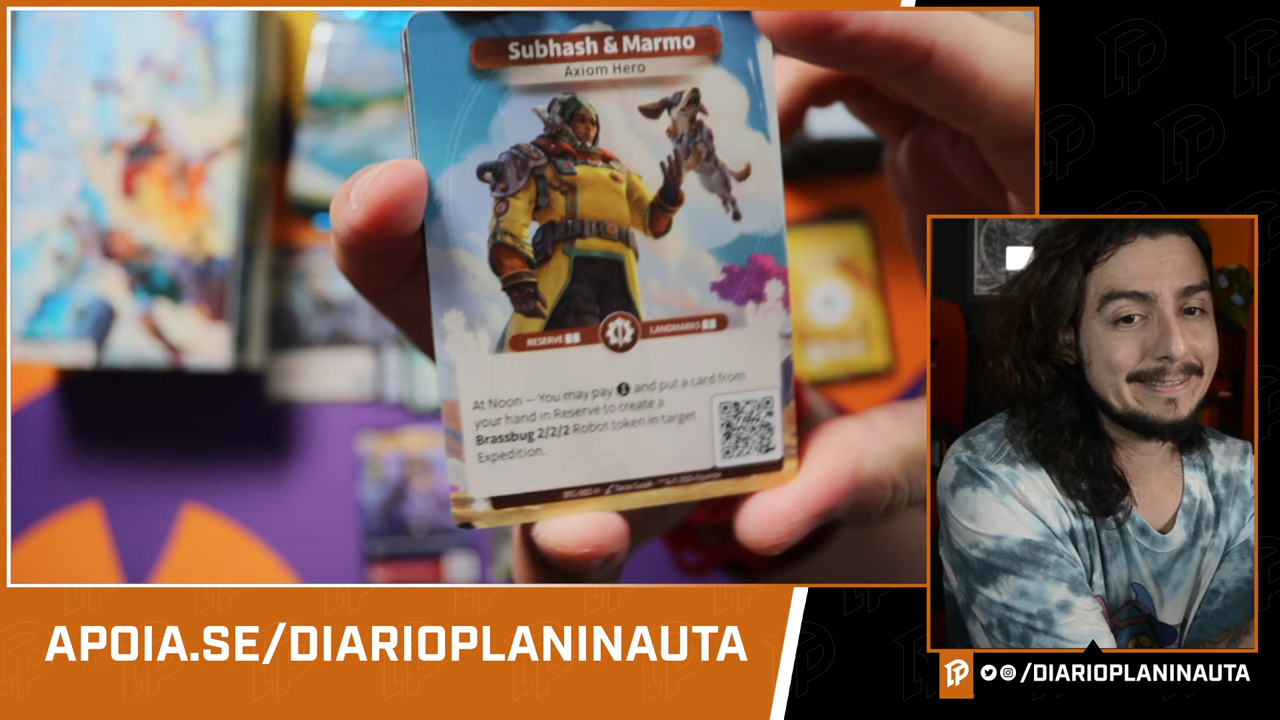 Subhash & Marmo
Axiom Hero
RESERVE
LANDMARKS
At Noon — You may pay 1 and put a card from
your hand in Reserve to create a
Brassbug 2/2/2 Robot token in target
Expedition.
APOIA.SE/DIARIOPLANINAUTA
/DIARIOPLANINAUTA